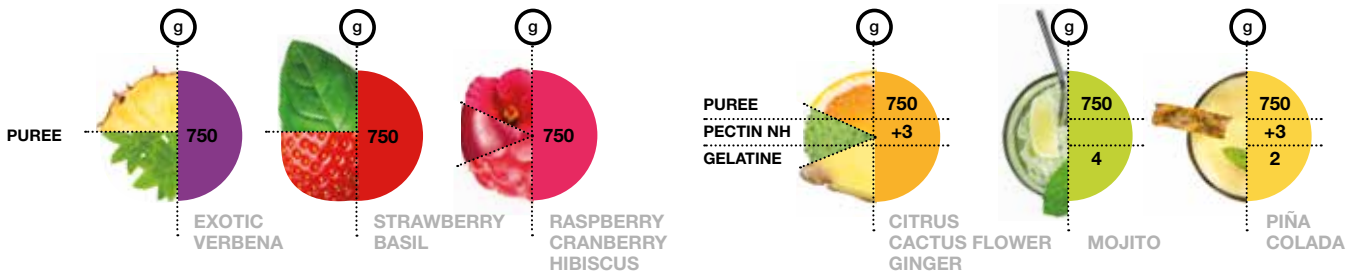 g g g g g g
PUREE 750 750 750
EXOTIC
VERBENA
STRAWBERRY
BASIL
RASPBERRY
CRANBERRY
HIBISCUS
PUREE 750 750 750
PECTIN NH +3 +3
GELATINE 4 2
CITRUS
CACTUS FLOWER
GINGER
MOJITO
PIÑA
COLADA